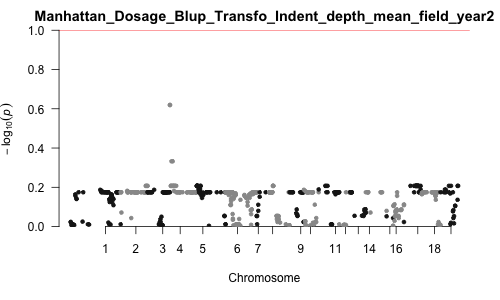 Manhattan_Dosage_Blup_Transfo_Indent_depth_mean_field_year2
1.0
0.8
0.6
0.4
0.2
0.0
− log10(p)
1 2 3 4 5 6 7 9 11 14 16 18
Chromosome